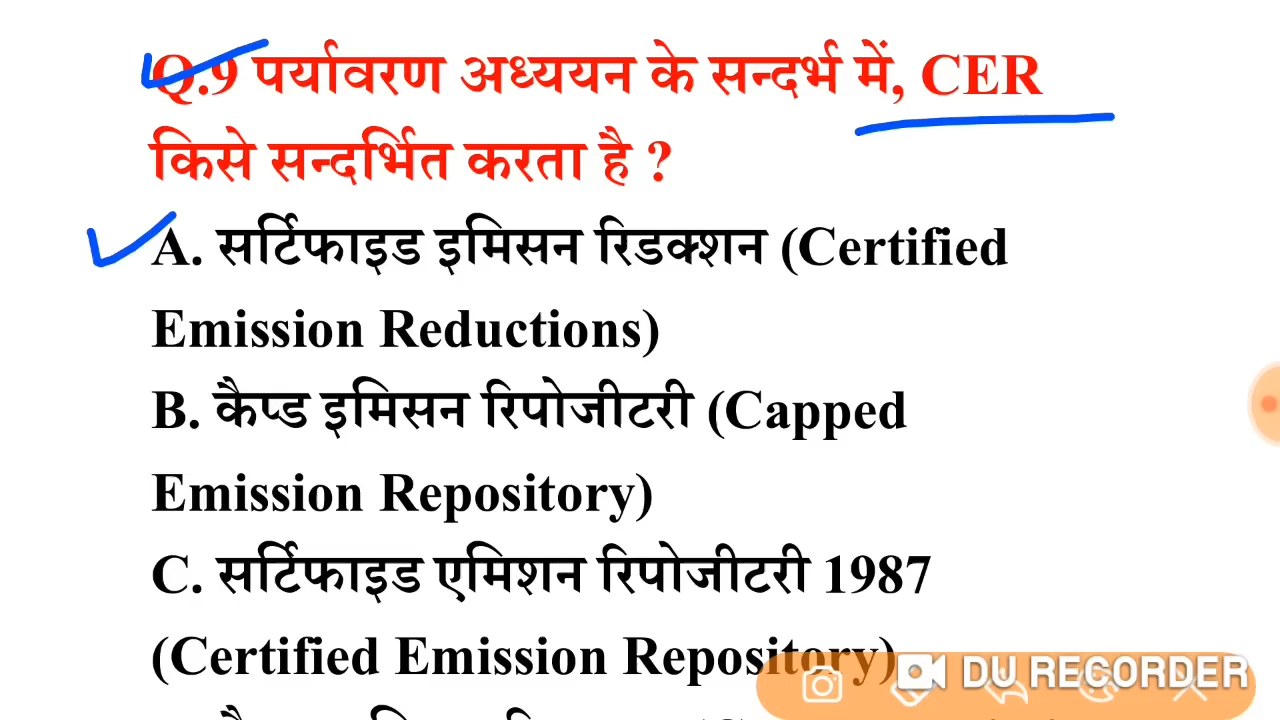 Q.9 पर्यावरण अध्ययन के सन्दर्भ में, CER
किसे सन्दर्भित करता है ?
A. सर्टिफाइड इमिसन रिडक्शन (Certified
Emission Reductions)
B. कैप्ड इमिसन रिपोजीटरी (Capped
Emission Repository)
C. सर्टिफाइड एमिशन रिपोजीटरी 1987
(Certified Emission Repository)
DU RECORDER